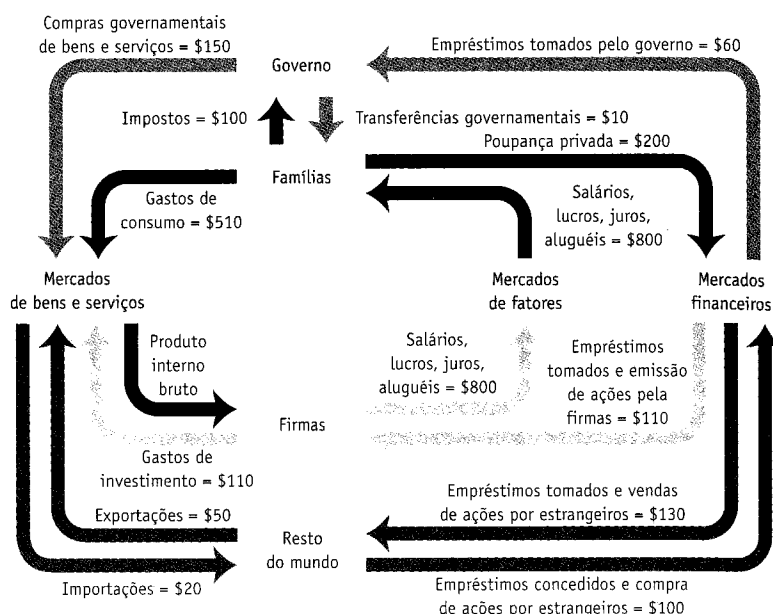 Compras governamentais
de bens e serviços = $150
Empréstimos tomados pelo governo = $60
Governo
Impostos = $100
Transferências governamentais = $10
Poupança privada = $200
Famílias
Gastos de
consumo = $510
Salários,
lucros, juros,
aluguéis = $800
Mercados
de bens e serviços
Mercados
de fatores
Mercados
financeiros
Produto
interno
bruto
Salários,
lucros, juros,
aluguéis = $800
Empréstimos
tomados e emissão
de ações pela
firmas = $110
Firmas
Gastos de
investimento = $110
Exportações = $50
Empréstimos tomados e vendas
de ações por estrangeiros = $130
Resto
do mundo
Importações = $20
Empréstimos concedidos e compra
de ações por estrangeiros = $100